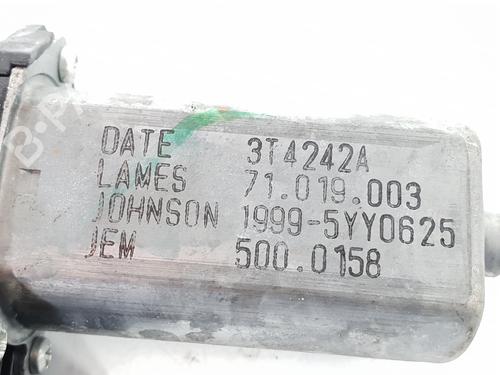 DATE 3T4242A
LAMES 71.019.003
JOHNSON 1999-5YY0625
JEM 500.0158